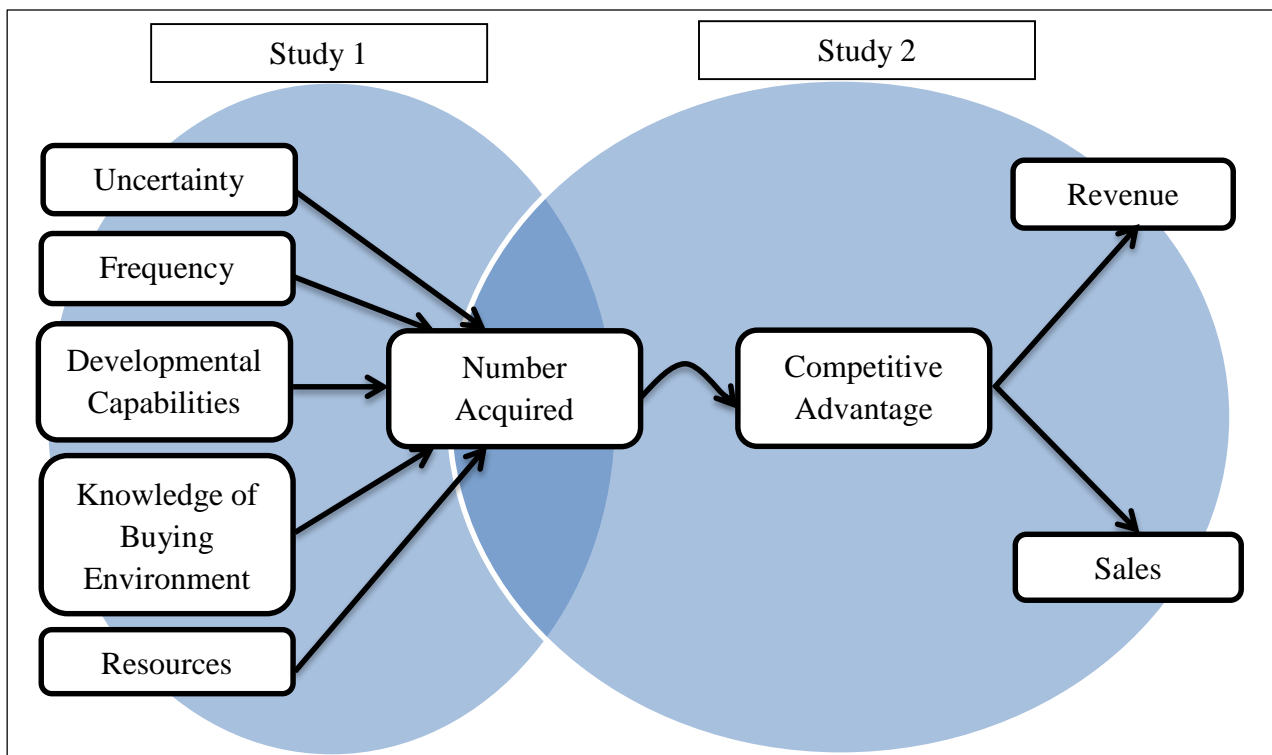 Study 1
Study 2
Uncertainty
Frequency
Developmental
Capabilities
Knowledge of
Buying
Environment
Resources
Number
Acquired
Competitive
Advantage
Revenue
Sales